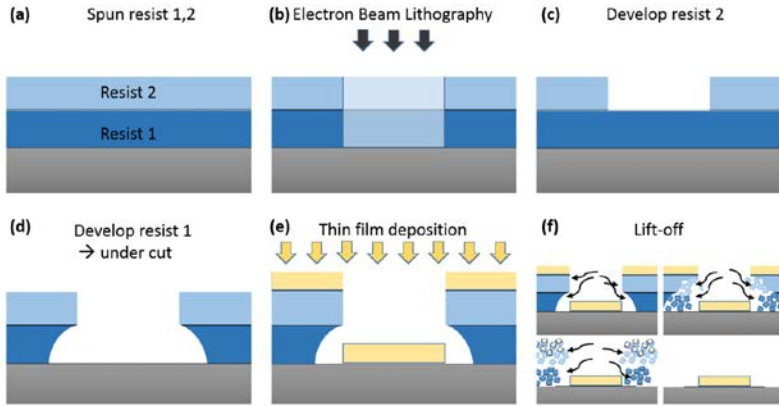 (a) Spun resist 1,2
Resist 2
Resist 1
(b) Electron Beam Lithography
(c) Develop resist 2
(d) Develop resist 1
→ under cut
(e) Thin film deposition
(f) Lift-off